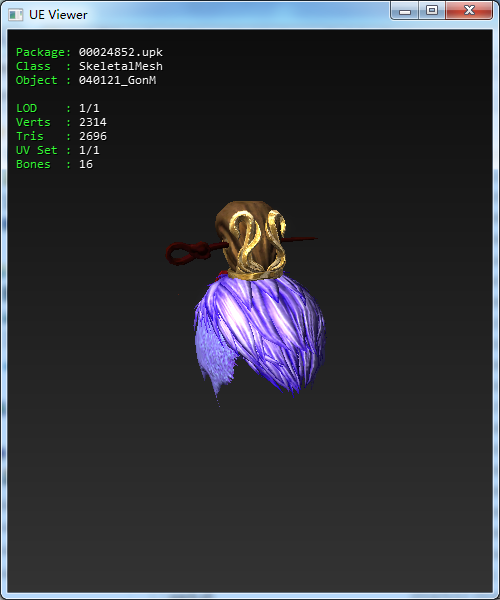 UE Viewer
Package: 00024852.upk
Class : SkeletalMesh
Object : 040121_GonM
LOD : 1/1
Verts : 2314
Tris : 2696
UV Set : 1/1
Bones : 16